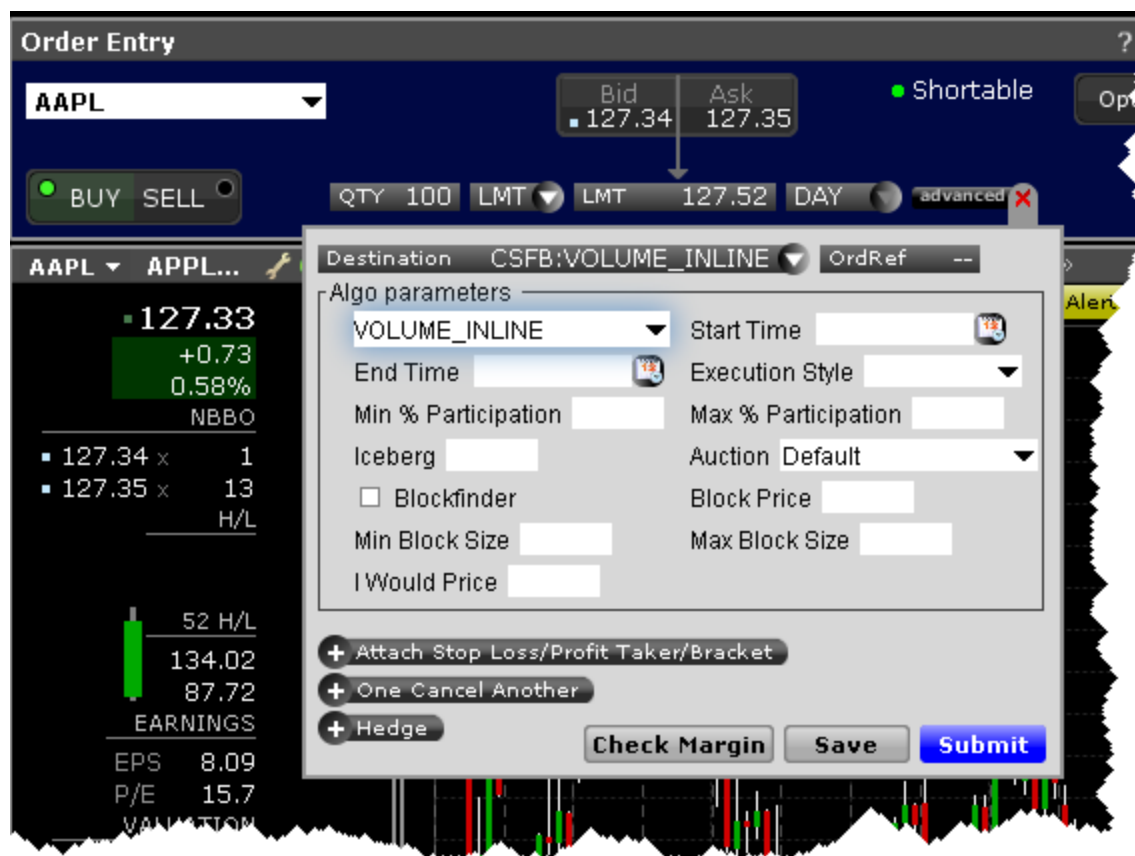 Order Entry ?
AAPL
Bid Ask
127.34 127.35
Shortable
BUY SELL
QTY 100 LMT LMT 127.52 DAY advanced
AAPL APPL...
Destination CSFB:VOLUME_INLINE OrdRef --
Algo parameters
VOLUME_INLINE Start Time
End Time Execution Style
Min % Participation Max % Participation
Iceberg Auction Default
Blockfinder Block Price
Min Block Size Max Block Size
I Would Price
Attach Stop Loss/Profit Taker/Bracket
One Cancel Another
Hedge
Check Margin Save Submit
127.33
+0.73
0.58%
NBBO
127.34 x 1
127.35 x 13
H/L
52 H/L
134.02
87.72
EARNINGS
EPS 8.09
P/E 15.7
VALUATION